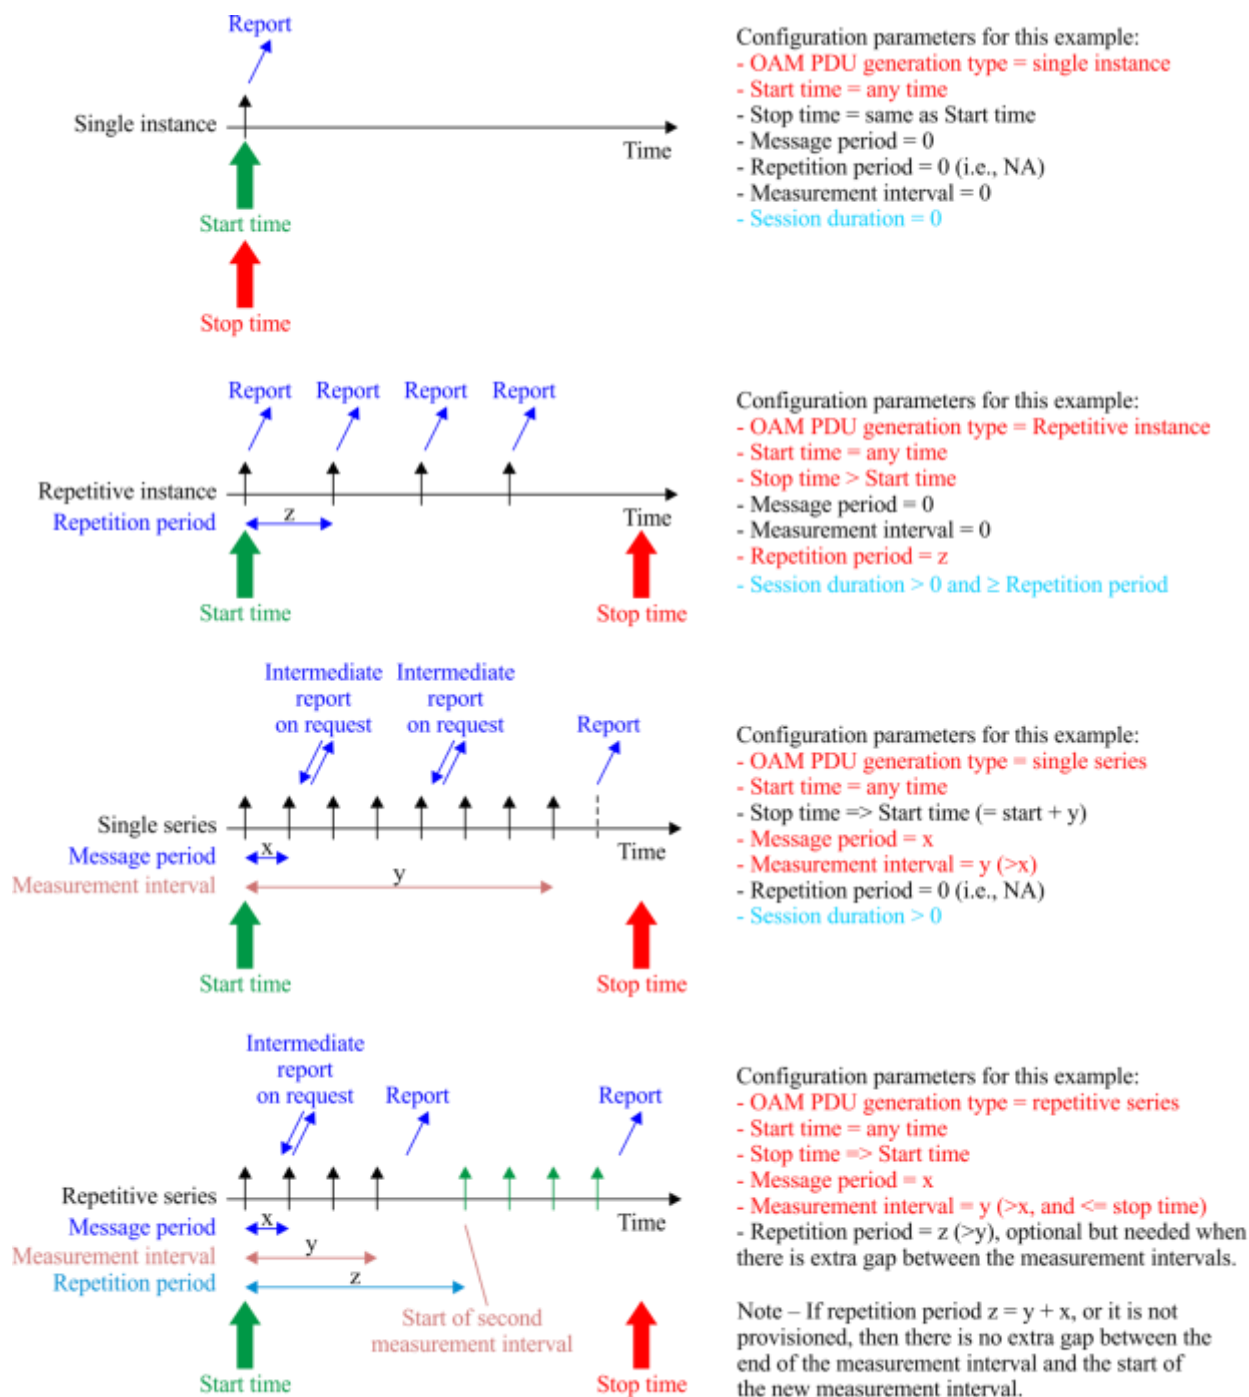 Report
Single instance
Time
Start time
Stop time
Configuration parameters for this example:
- OAM PDU generation type = single instance
- Start time = any time
- Stop time = same as Start time
- Message period = 0
- Repetition period = 0 (i.e., NA)
- Measurement interval = 0
- Session duration = 0
Report Report Report Report
Repetitive instance
Repetition period
z
Time
Start time
Stop time
Configuration parameters for this example:
- OAM PDU generation type = Repetitive instance
- Start time = any time
- Stop time > Start time
- Message period = 0
- Measurement interval = 0
- Repetition period = z
- Session duration > 0 and ≥ Repetition period
Intermediate
report
on request
Intermediate
report
on request
Report
Single series
Time
Message period
x
Measurement interval
y
Start time
Stop time
Configuration parameters for this example:
- OAM PDU generation type = single series
- Start time = any time
- Stop time => Start time (= start + y)
- Message period = x
- Measurement interval = y (>x)
- Repetition period = 0 (i.e., NA)
- Session duration > 0
Intermediate
report
on request
Report
Report
Repetitive series
Time
Message period
x
Measurement interval
y
Repetition period
z
Start of second
measurement interval
Start time
Stop time
Configuration parameters for this example:
- OAM PDU generation type = repetitive series
- Start time = any time
- Stop time => Start time
- Message period = x
- Measurement interval = y (>x, and <= stop time)
- Repetition period = z (>y), optional but needed when
there is extra gap between the measurement intervals.
Note – If repetition period z = y + x, or it is not
provisioned, then there is no extra gap between the
end of the measurement interval and the start of
the new measurement interval.